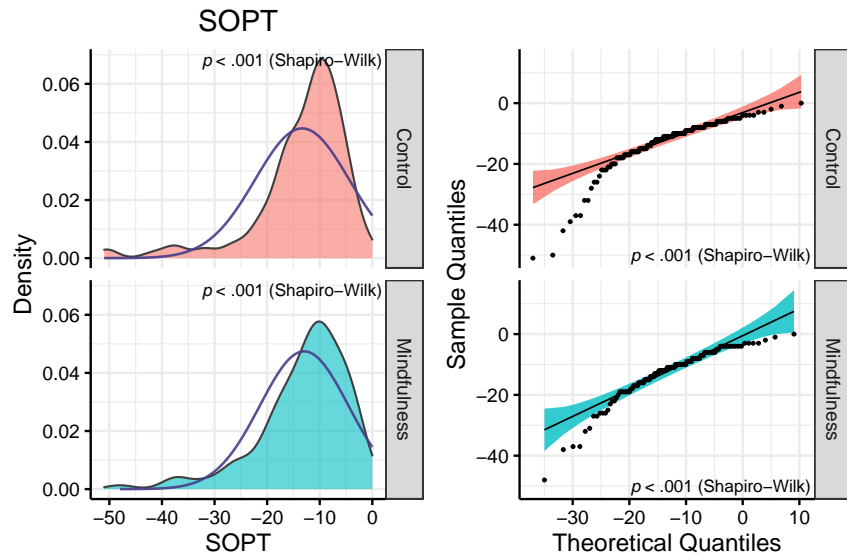 SOPT
p < .001 (Shapiro−Wilk)
0.06
0.04
0.02
0.00
Control
p < .001 (Shapiro−Wilk)
0.06
0.04
0.02
0.00
Mindfulness
Density
−50 −40 −30 −20 −10 0
SOPT
0
−20
−40
p < .001 (Shapiro−Wilk)
Control
0
−20
−40
p < .001 (Shapiro−Wilk)
Mindfulness
Sample Quantiles
−30 −20 −10 0 10
Theoretical Quantiles